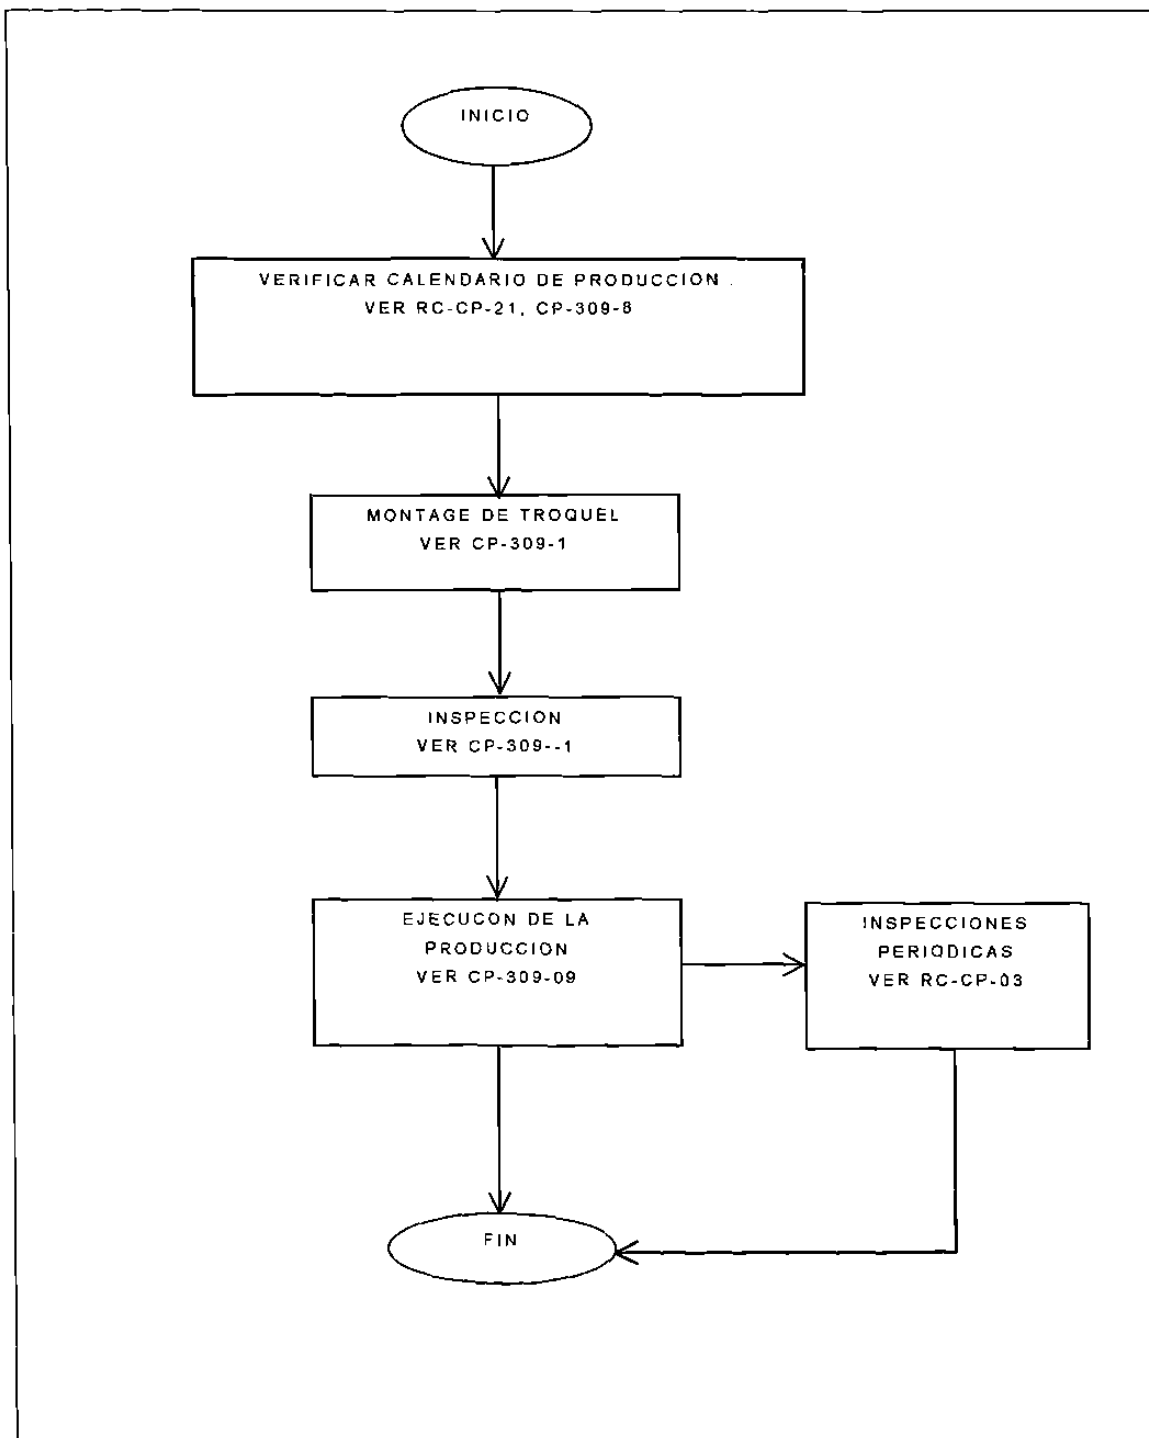 INICIO
VERIFICAR CALENDARIO DE PRODUCCION .
VER RC-CP-21, CP-309-8
MONTAGE DE TROQUEL
VER CP-309-1
INSPECCION
VER CP-309--1
EJECUCON DE LA
PRODUCCION
VER CP-309-09
INSPECCIONES
PERIODICAS
VER RC-CP-03
FIN